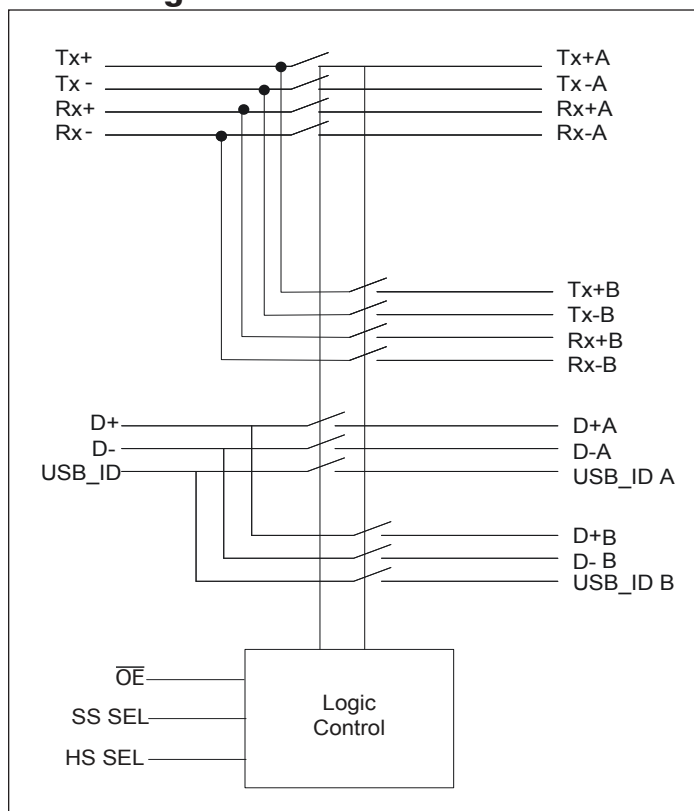 Tx+ Tx+A
Tx - Tx-A
Rx+ Rx+A
Rx - Rx-A
Tx+B
Tx-B
Rx+B
Rx-B
D+ D+A
D- D-A
USB_ID USB_ID A
D+B
D- B
USB_ID B
OE
SS SEL
HS SEL
Logic
Control